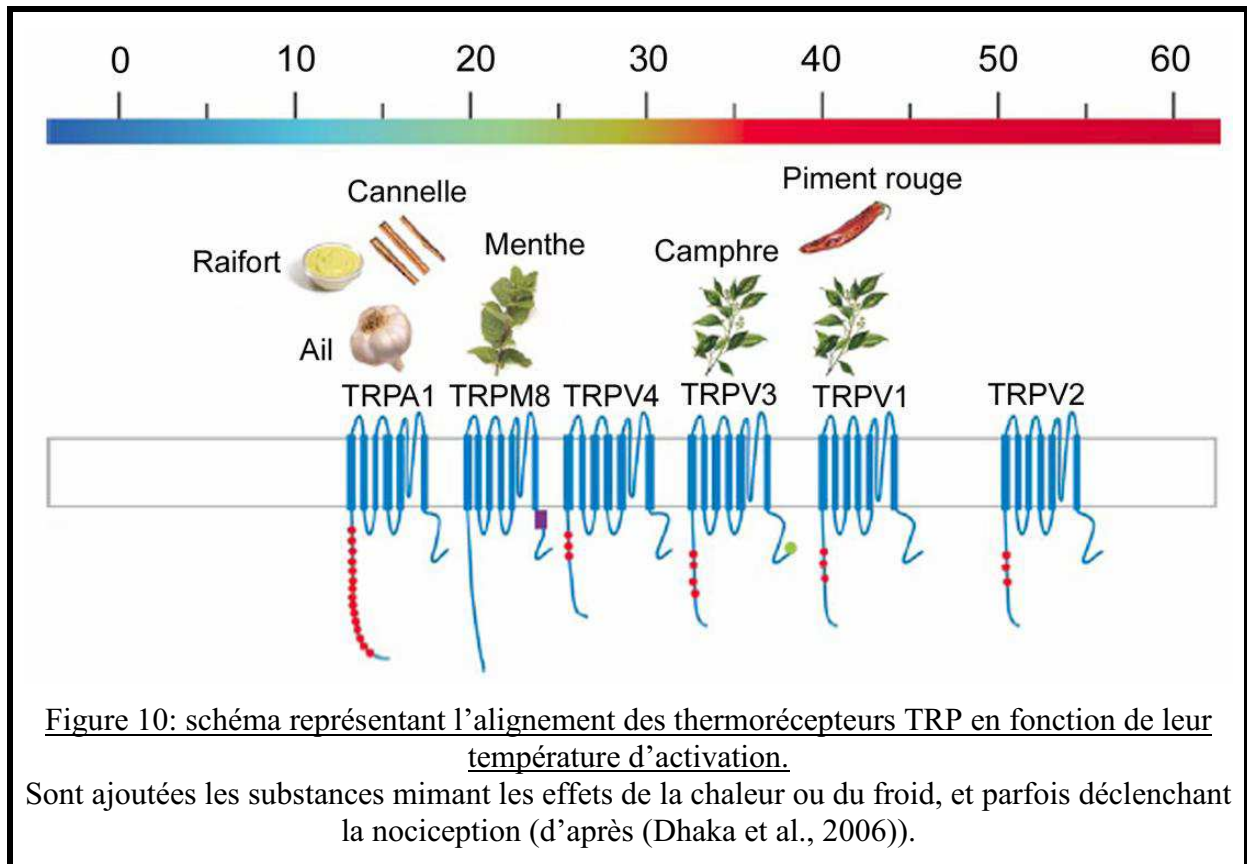 0 10 20 30 40 50 60
Piment rouge
Cannelle
Menthe
Camphre
Raifort
Ail
TRPA1 TRPM8 TRPV4 TRPV3 TRPV1 TRPV2
Figure 10: schéma représentant l’alignement des thermorécepteurs TRP en fonction de leur
température d’activation.
Sont ajoutées les substances mimant les effets de la chaleur ou du froid, et parfois déclenchant
la nociception (d’après (Dhaka et al., 2006)).